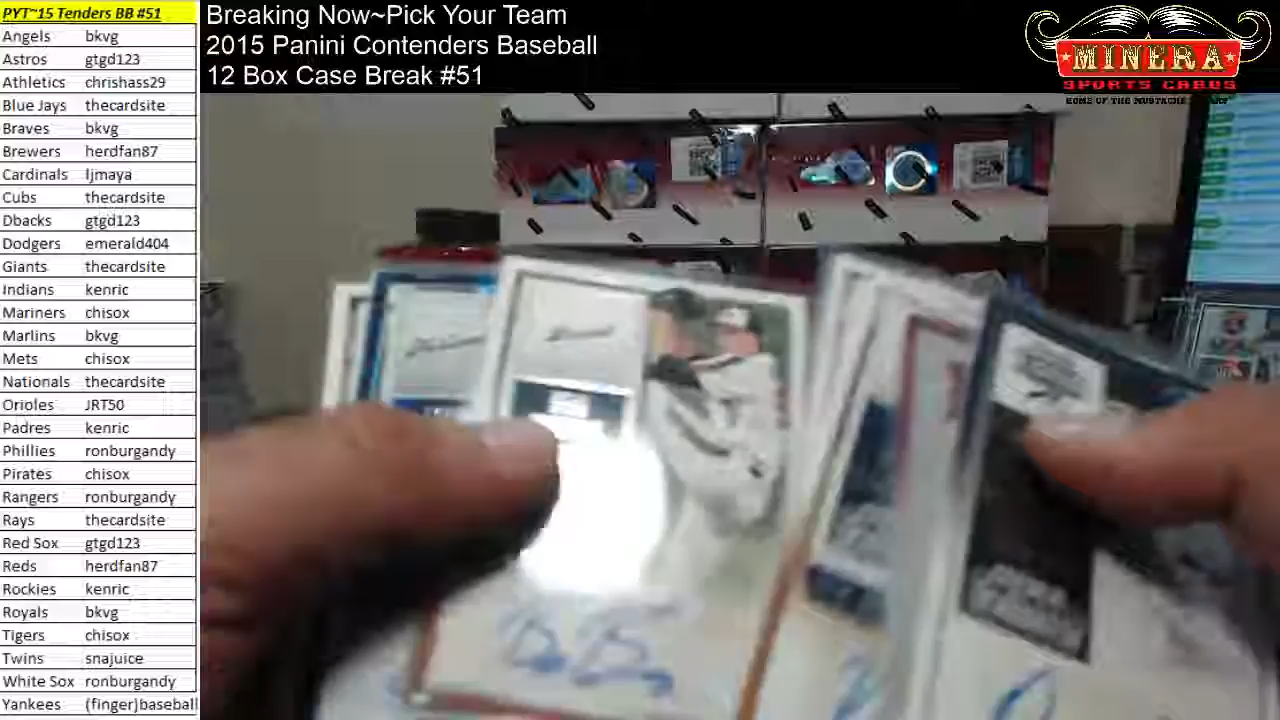 PYT~15 Tenders BB #51
Angels bkvg
Astros gtgd123
Athletics chrishass29
Blue Jays thecardsite
Braves bkvg
Brewers herdfan87
Cardinals ljmaya
Cubs thecardsite
Dbacks gtgd123
Dodgers emerald404
Giants thecardsite
Indians kenric
Mariners chisox
Marlins bkvg
Mets chisox
Nationals thecardsite
Orioles JRT50
Padres kenric
Phillies ronburgandy
Pirates chisox
Rangers ronburgandy
Rays thecardsite
Red Sox gtgd123
Reds herdfan87
Rockies kenric
Royals bkvg
Tigers chisox
Twins snajuice
White Sox ronburgandy
Yankees (finger)baseball
Breaking Now~Pick Your Team
2015 Panini Contenders Baseball
12 Box Case Break #51
MINERA
SPORTS CARDS
HOME OF THE MUSTACHE